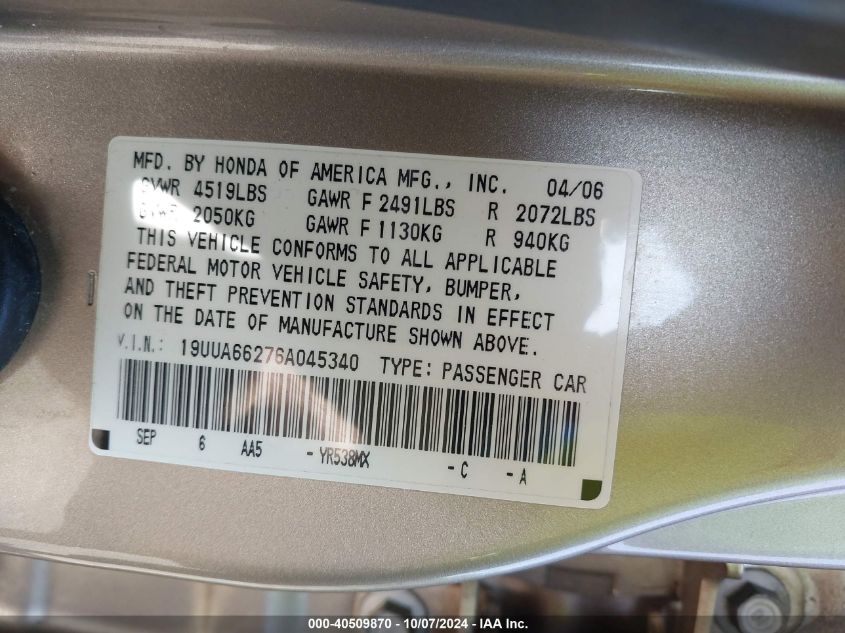 MFD. BY HONDA OF AMERICA MFG., INC. 04/06
GVWR 4519LBS GAWR F 2491LBS R 2072LBS
GVWR 2050KG GAWR F 1130KG R 940KG
THIS VEHICLE CONFORMS TO ALL APPLICABLE
FEDERAL MOTOR VEHICLE SAFETY, BUMPER,
AND THEFT PREVENTION STANDARDS IN EFFECT
ON THE DATE OF MANUFACTURE SHOWN ABOVE.
V.I.N.: 19UUA66276A045340 TYPE: PASSENGER CAR
SEP 6 AA5 - YR538MX - C - A
000-40509870 - 10/07/2024 - IAA Inc.